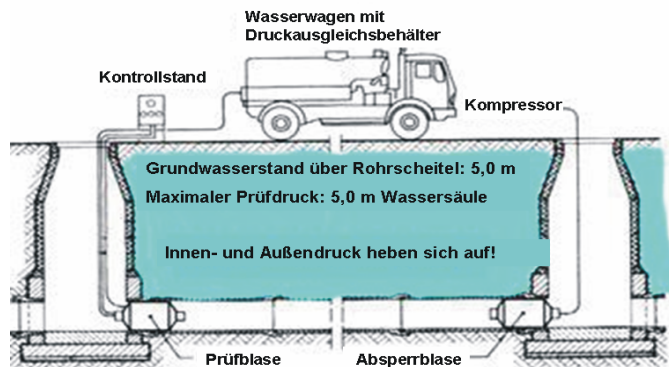 Wasserwagen mit
Druckausgleichsbehälter
Kontrollstand
Kompressor
Grundwasserstand über Rohrscheitel: 5,0 m
Maximaler Prüfdruck: 5,0 m Wassersäule
Innen- und Außendruck heben sich auf!
Prüfblase
Absperrblase